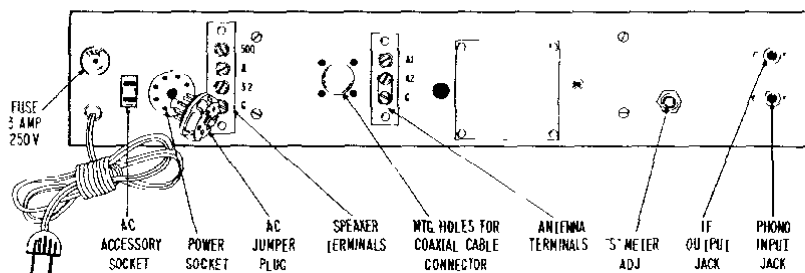 500
8
3.2
G
A1
A2
G
FUSE
3 AMP
250 V
AC
ACCESSORY
SOCKET
POWER
SOCKET
AC
JUMPER
PLUG
SPEAKER
TERMINALS
MTG HOLES FOR
COAXIAL CABLE
CONNECTOR
ANTENNA
TERMINALS
"S" METER
ADJ
IF
OUTPUT
JACK
PHONO
INPUT
JACK